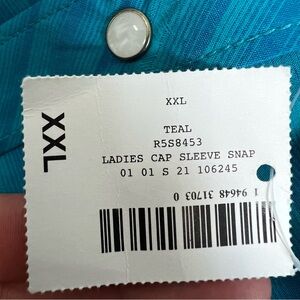 XXL
XXL
TEAL
R5S8453
LADIES CAP SLEEVE SNAP
01 01 S 21 106245
1 94648 31703 0